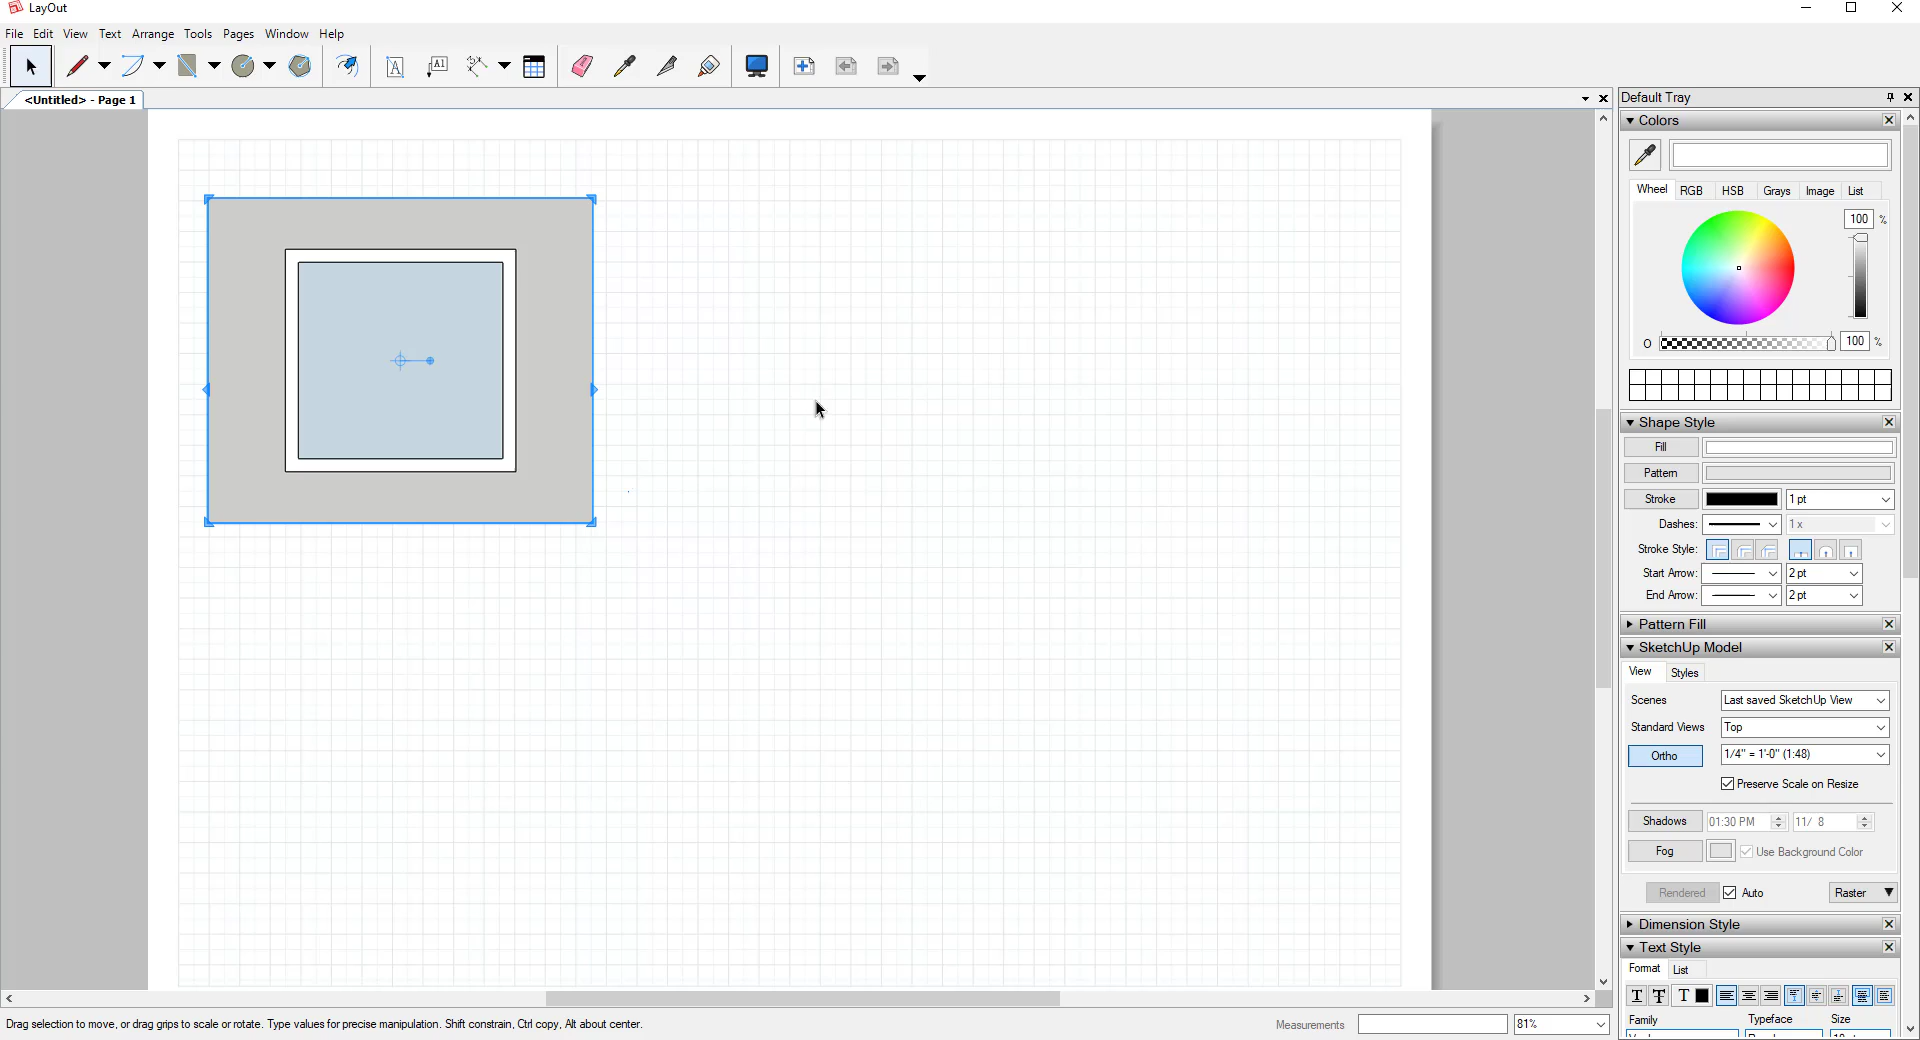 LayOut
File Edit View Text Arrange Tools Pages Window Help
A A1
<Untitled> - Page 1
Default Tray
Colors
Wheel RGB HSB Grays Image List
100 %
O 100 %
Shape Style
Fill
Pattern
Stroke 1 pt
Dashes: 1 x
Stroke Style:
Start Arrow: 2 pt
End Arrow: 2 pt
Pattern Fill
SketchUp Model
View Styles
Scenes Last saved SketchUp View
Standard Views Top
Ortho 1/4" = 1'-0" (1:48)
Preserve Scale on Resize
Shadows 01:30 PM 11/ 8
Fog Use Background Color
Rendered Auto Raster
Dimension Style
Text Style
Format List
T T T
Family Typeface Size
Drag selection to move, or drag grips to scale or rotate. Type values for precise manipulation. Shift constrain, Ctrl copy, Alt about center.
Measurements 81%